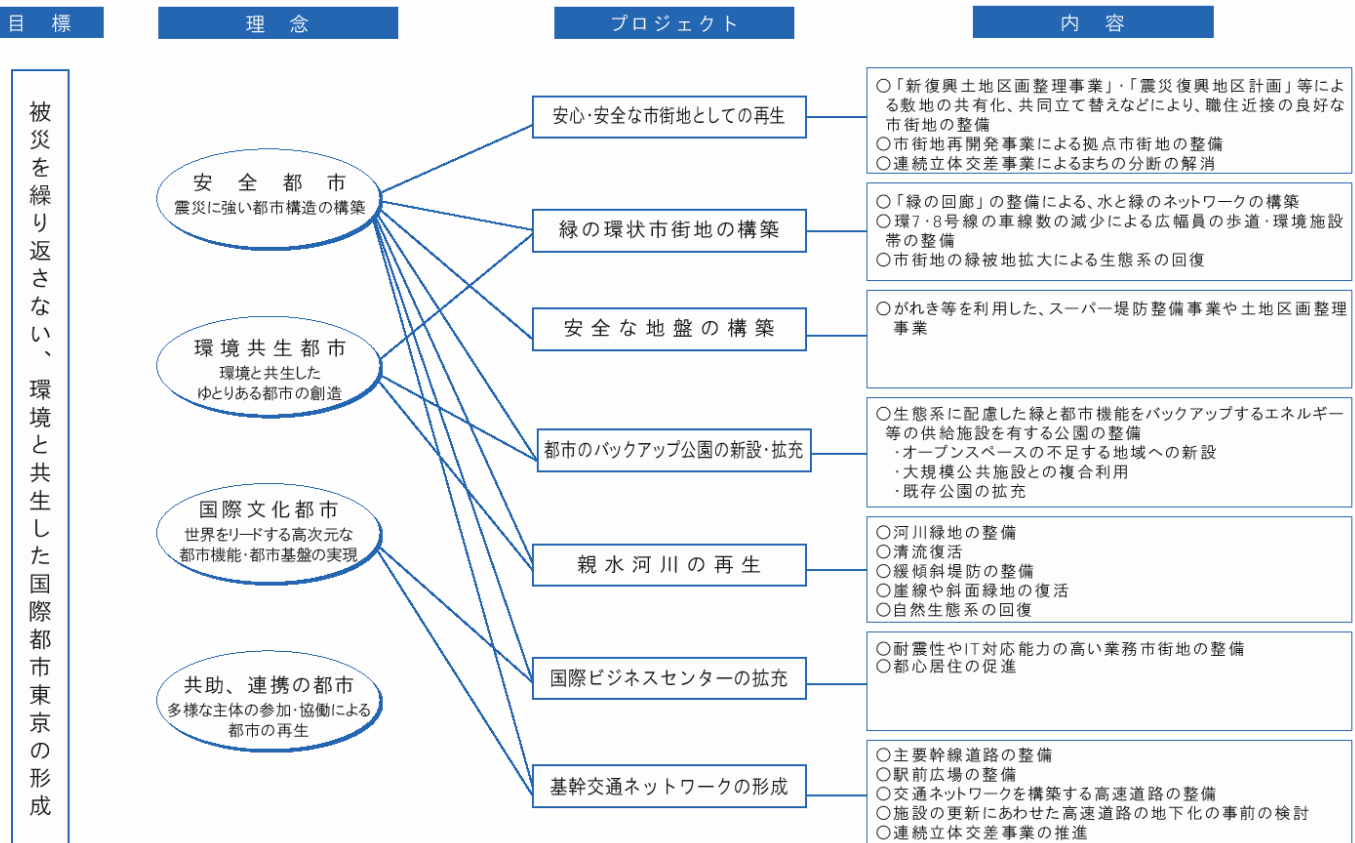 目 標
理 念
プロジェクト
内 容
被災を繰り返さない、環境と共生した国際都市東京の形成
安 全 都 市
震災に強い都市構造の構築
環境共生都市
環境と共生した
ゆとりある都市の創造
国際文化都市
世界をリードする高次元な
都市機能・都市基盤の実現
共助、連携の都市
多様な主体の参加・協働による
都市の再生
安心・安全な市街地としての再生
緑の環状市街地の構築
安全な地盤の構築
都市のバックアップ公園の新設・拡充
親水河川の再生
国際ビジネスセンターの拡充
基幹交通ネットワークの形成
○「新復興土地区画整理事業」・「震災復興地区計画」等によ
る敷地の共有化、共同立て替えなどにより、職住近接の良好な
市街地の整備
○市街地再開発事業による拠点市街地の整備
○連続立体交差事業によるまちの分断の解消
○「緑の回廊」の整備による、水と緑のネットワークの構築
○環7・8号線の車線数の減少による広幅員の歩道・環境施設
帯の整備
○市街地の緑被地拡大による生態系の回復
○がれき等を利用した、スーパー堤防整備事業や土地区画整理
事業
○生態系に配慮した緑と都市機能をバックアップするエネルギー
等の供給施設を有する公園の整備
・オープンスペースの不足する地域への新設
・大規模公共施設との複合利用
・既存公園の拡充
○河川緑地の整備
○清流復活
○緩傾斜堤防の整備
○崖線や斜面緑地の復活
○自然生態系の回復
○耐震性やIT対応能力の高い業務市街地の整備
○都心居住の促進
○主要幹線道路の整備
○駅前広場の整備
○交通ネットワークを構築する高速道路の整備
○施設の更新にあわせた高速道路の地下化の事前の検討
○連続立体交差事業の推進